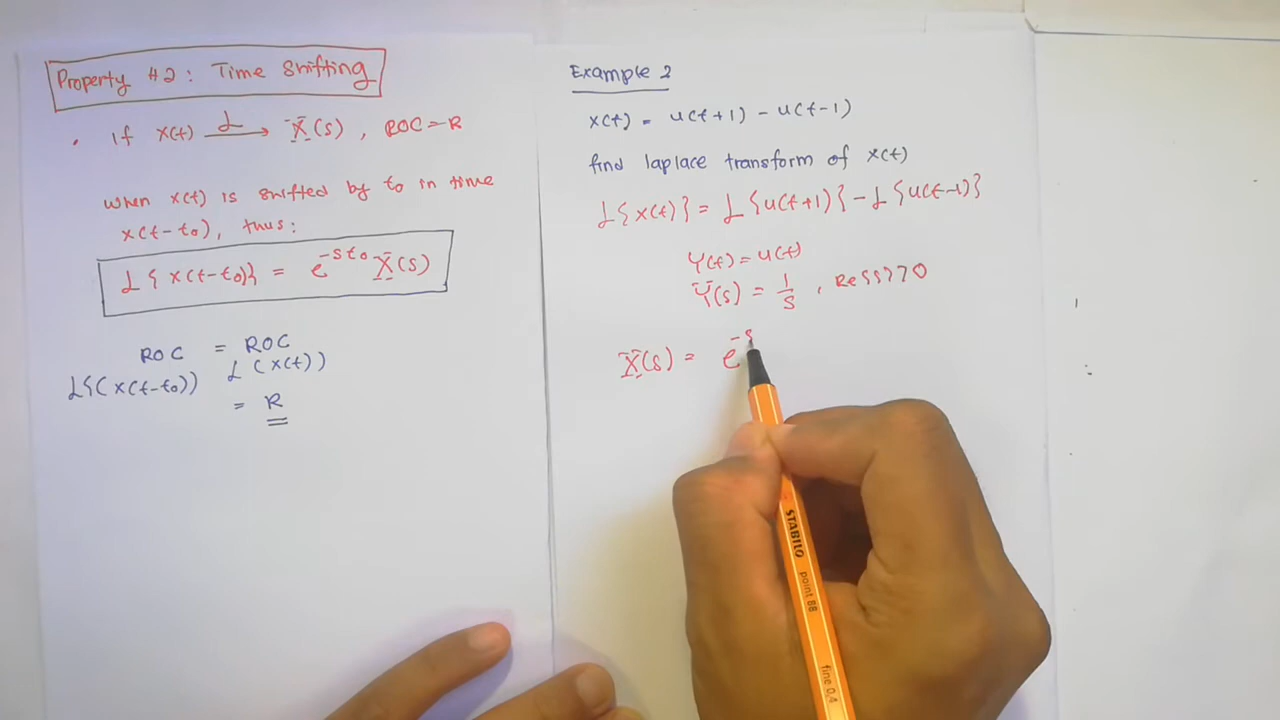 Property #2: Time Shifting
. If x(t) L→ X(s), ROC=R
when x(t) is shifted by t₀ in time
x(t-t₀), thus:
L{x(t-t₀)} = e^-st₀ X(s)
ROC = ROC
L{(x(t-t₀)) L(x(t))
= R
Example 2
x(t) = u(t+1) - u(t-1)
find laplace transform of x(t)
L{x(t)} = L{u(t+1)} - L{u(t-1)}
Y(t) = u(t)
Y(s) = 1/s, Re{s}>0
X(s) = e^-s
STABILO point 88 fine 0,4